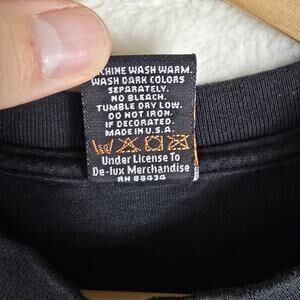 MACHINE WASH WARM.
WASH DARK COLORS
SEPARATELY.
NO BLEACH.
TUMBLE DRY LOW.
DO NOT IRON.
IF DECORATED.
MADE IN U.S.A.
Under License To
De-lux Merchandise
RN 88434